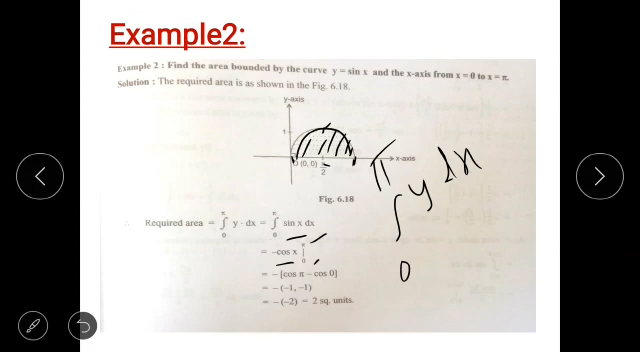 Example2:
Example 2 : Find the area bounded by the curve y = sin x and the x-axis from x = 0 to x = π.
Solution : The required area is as shown in the Fig. 6.18.
y-axis
1
O (0, 0) π/2 x-axis
π
∫ y dx
0
Fig. 6.18
∴ Required area = ∫₀^π y · dx = ∫₀^π sin x dx
= -cos x |₀^π
= - [cos π - cos 0]
= - (-1, -1)
= - (-2) = 2 sq. units.